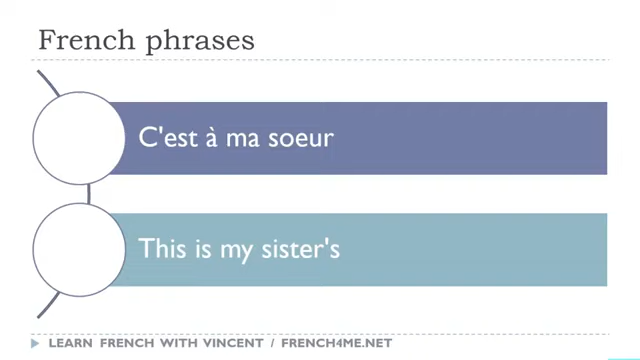 French phrases
C'est à ma soeur
This is my sister's
LEARN FRENCH WITH VINCENT / FRENCH4ME.NET